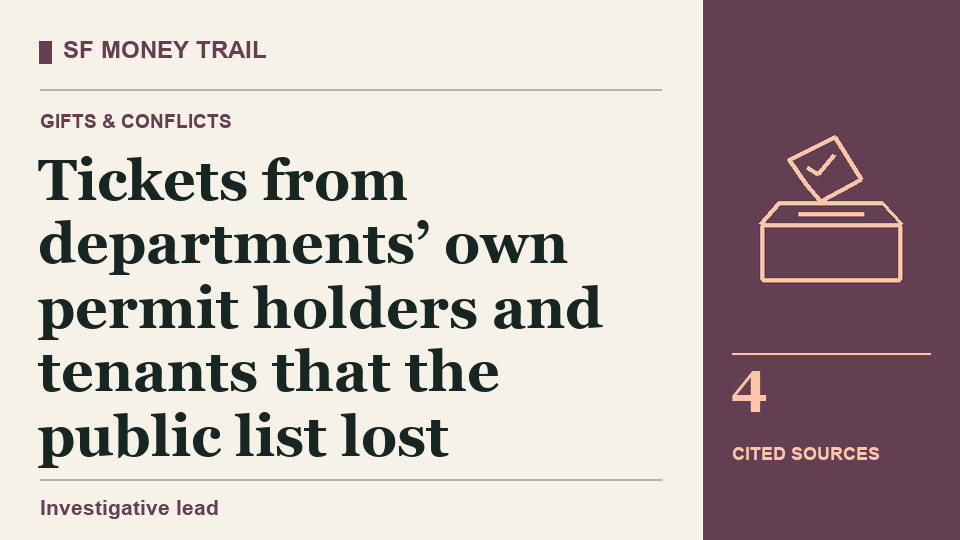 SF MONEY TRAIL
GIFTS & CONFLICTS
Tickets from
departments’ own
permit holders and
tenants that the
public list lost
Investigative lead
4
CITED SOURCES